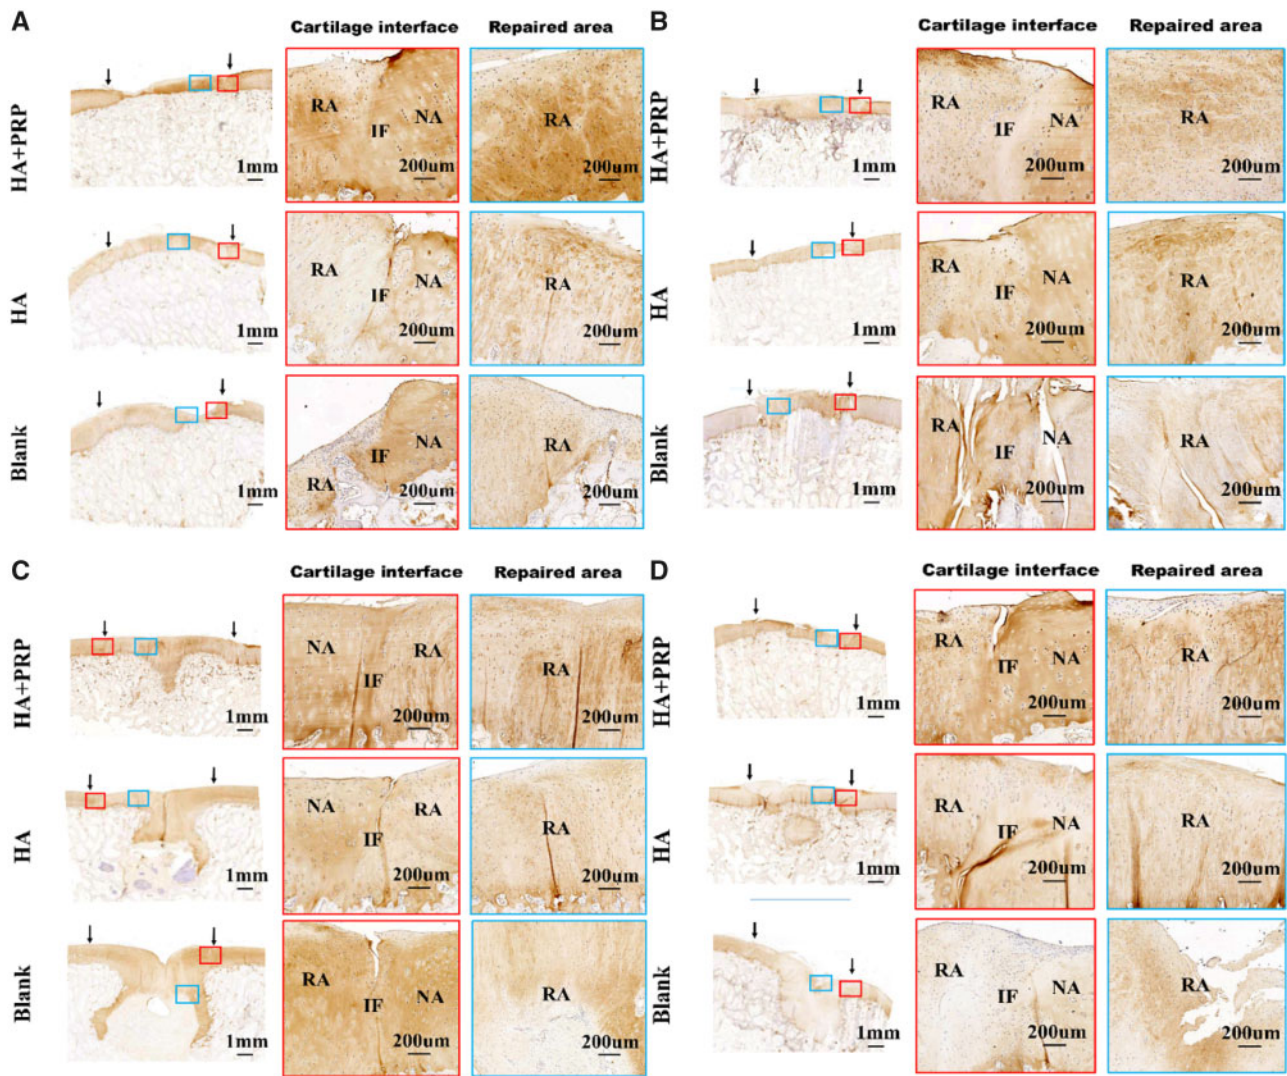 A
Cartilage interface
Repaired area
HA+PRP
1mm
RA
IF
NA
200um
RA
200um
HA
1mm
RA
IF
NA
200um
RA
200um
Blank
1mm
RA
IF
NA
200um
RA
200um
B
Cartilage interface
Repaired area
HA+PRP
1mm
RA
IF
NA
200um
RA
200um
HA
1mm
RA
IF
NA
200um
RA
200um
Blank
1mm
RA
IF
NA
200um
RA
200um
C
Cartilage interface
Repaired area
HA+PRP
1mm
NA
IF
RA
200um
RA
200um
HA
1mm
NA
IF
RA
200um
RA
200um
Blank
1mm
RA
IF
NA
200um
RA
200um
D
Cartilage interface
Repaired area
HA+PRP
1mm
RA
IF
NA
200um
RA
200um
HA
1mm
RA
IF
NA
200um
RA
200um
Blank
1mm
RA
IF
NA
200um
RA
200um